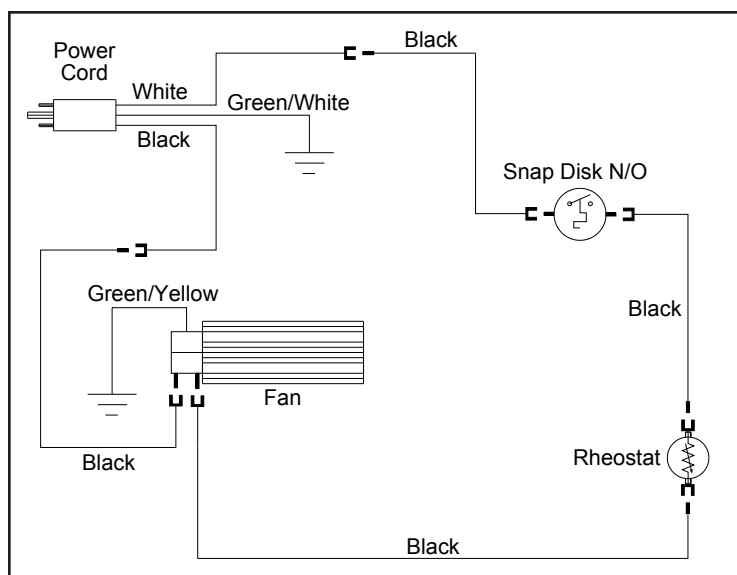 Power
Cord
White
Green/White
Black
Black
Snap Disk N/O
Green/Yellow
Fan
Black
Black
Rheostat
Black